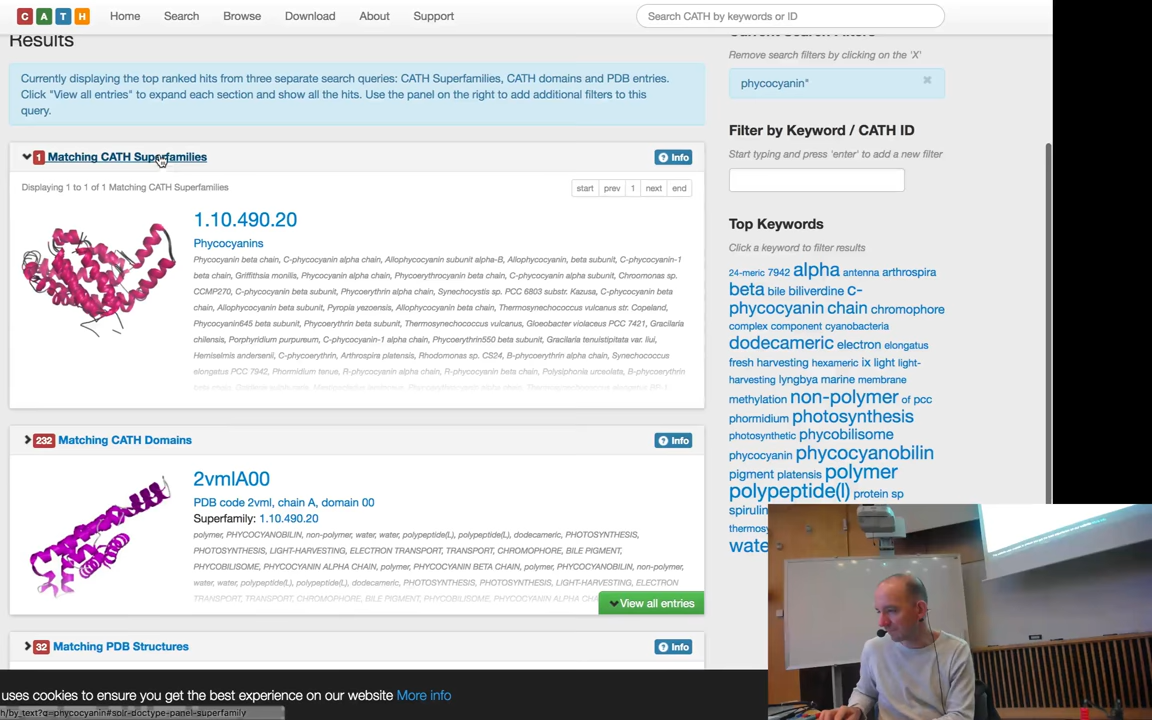 C A T H Home Search Browse Download About Support Search CATH by keywords or ID
Results
Currently displaying the top ranked hits from three separate search queries: CATH Superfamilies, CATH domains and PDB entries.
Click "View all entries" to expand each section and show all the hits. Use the panel on the right to add additional filters to this
query.
1 Matching CATH Superfamilies Info
Displaying 1 to 1 of 1 Matching CATH Superfamilies start prev 1 next end
1.10.490.20
Phycocyanins
Phycocyanin beta chain, C-phycocyanin alpha chain, Allophycocyanin subunit alpha-B, Allophycocyanin, beta subunit, C-phycocyanin-1
beta chain, Griffithsia monilis, Phycocyanin alpha chain, Phycoerythrocyanin beta chain, C-phycocyanin alpha subunit, Chroomonas sp.
CCMP270, C-phycocyanin beta subunit, Phycoerythrin alpha chain, Synechocystis sp. PCC 6803 substr. Kazusa, C-phycocyanin beta
chain, Allophycocyanin beta subunit, Pyropia yezoensis, Allophycocyanin beta chain, Thermosynechococcus vulcanus str. Copeland,
Phycocyanin645 beta subunit, Phycoerythrin beta subunit, Thermosynechococcus vulcanus, Gloeobacter violaceus PCC 7421, Gracilaria
chilensis, Porphyridium purpureum, C-phycocyanin-1 alpha chain, Phycoerythrin550 beta subunit, Gracilaria tenuistipitata var. liui,
Hemiselmis andersenii, C-phycoerythrin, Arthrospira platensis, Rhodomonas sp. CS24, B-phycoerythrin alpha chain, Synechococcus
elongatus PCC 7942, Phormidium tenue, R-phycocyanin alpha chain, R-phycocyanin beta chain, Polysiphonia urceolata, B-phycoerythrin
232 Matching CATH Domains Info
2vmlA00
PDB code 2vml, chain A, domain 00
Superfamily: 1.10.490.20
polymer, PHYCOCYANOBILIN, non-polymer, water, water, polypeptide(L), polypeptide(L), dodecameric, PHOTOSYNTHESIS,
PHOTOSYNTHESIS, LIGHT-HARVESTING, ELECTRON TRANSPORT, TRANSPORT, CHROMOPHORE, BILE PIGMENT,
PHYCOBILISOME, PHYCOCYANIN ALPHA CHAIN, polymer, PHYCOCYANIN BETA CHAIN, polymer, PHYCOCYANOBILIN, non-polymer,
water, water, polypeptide(L), polypeptide(L), dodecameric, PHOTOSYNTHESIS, PHOTOSYNTHESIS, LIGHT-HARVESTING, ELECTRON
TRANSPORT, TRANSPORT, CHROMOPHORE, BILE PIGMENT, PHYCOBILISOME, PHYCOCYANIN ALPHA
View all entries
32 Matching PDB Structures Info
uses cookies to ensure you get the best experience on our website More info
h/by_text?q=phycocyanin#solr-doctype-panel-superfamily
Current Search Filters
Remove search filters by clicking on the 'X'
phycocyanin" ×
Filter by Keyword / CATH ID
Start typing and press 'enter' to add a new filter
Top Keywords
Click a keyword to filter results
24-meric 7942 alpha antenna arthrospira
beta bile biliverdine c-
phycocyanin chain chromophore
complex component cyanobacteria
dodecameric electron elongatus
fresh harvesting hexameric ix light light-
harvesting lyngbya marine membrane
methylation non-polymer of pcc
phormidium photosynthesis
photosynthetic phycobilisome
phycocyanin phycocyanobilin
pigment platensis polymer
polypeptide(l) protein sp